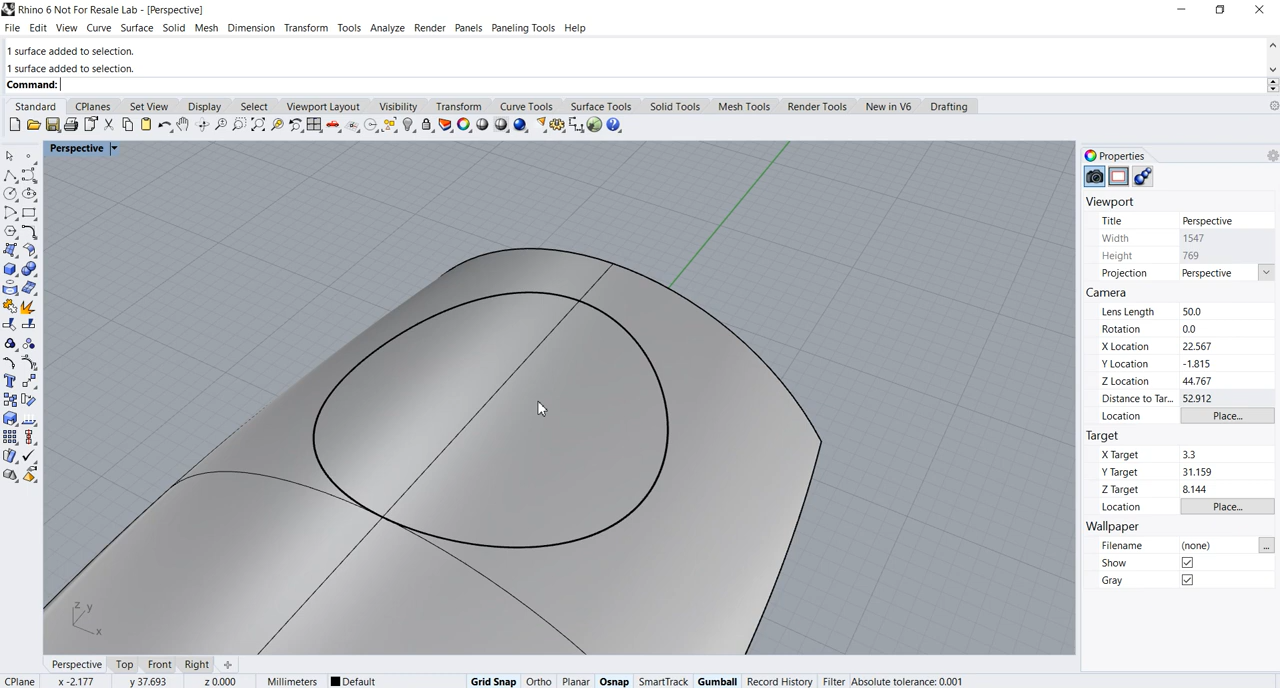 Rhino 6 Not For Resale Lab - [Perspective]
File Edit View Curve Surface Solid Mesh Dimension Transform Tools Analyze Render Panels Paneling Tools Help
1 surface added to selection.
1 surface added to selection.
Command:
Standard CPlanes Set View Display Select Viewport Layout Visibility Transform Curve Tools Surface Tools Solid Tools Mesh Tools Render Tools New in V6 Drafting
Perspective
Properties
Viewport
Title Perspective
Width 1547
Height 769
Projection Perspective
Camera
Lens Length 50.0
Rotation 0.0
X Location 22.567
Y Location -1.815
Z Location 44.767
Distance to Tar... 52.912
Location Place...
Target
X Target 3.3
Y Target 31.159
Z Target 8.144
Location Place...
Wallpaper
Filename (none) ...
Show
Gray
z y
x
Perspective Top Front Right
CPlane x -2.177 y 37.693 z 0.000 Millimeters Default Grid Snap Ortho Planar Osnap SmartTrack Gumball Record History Filter Absolute tolerance: 0.001